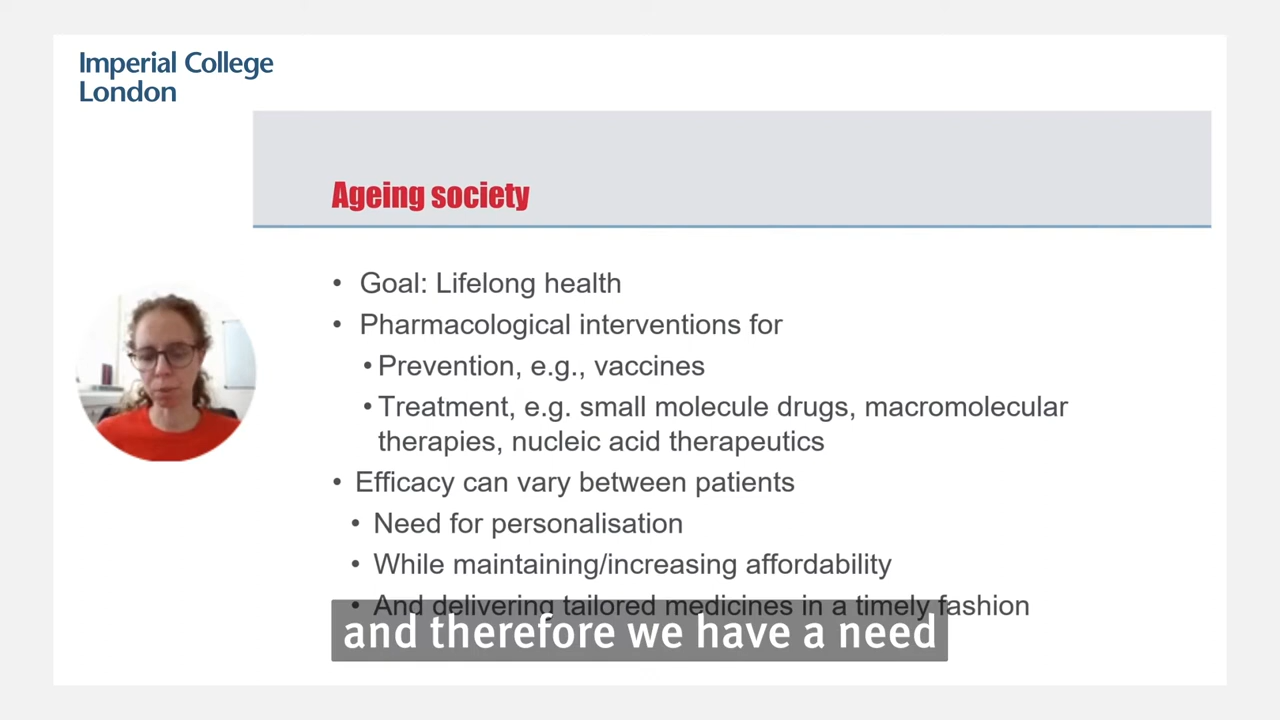 Imperial College
London
Ageing society
• Goal: Lifelong health
• Pharmacological interventions for
• Prevention, e.g., vaccines
• Treatment, e.g. small molecule drugs, macromolecular
therapies, nucleic acid therapeutics
• Efficacy can vary between patients
• Need for personalisation
• While maintaining/increasing affordability
• And delivering tailored medicines in a timely fashion
and therefore we have a need